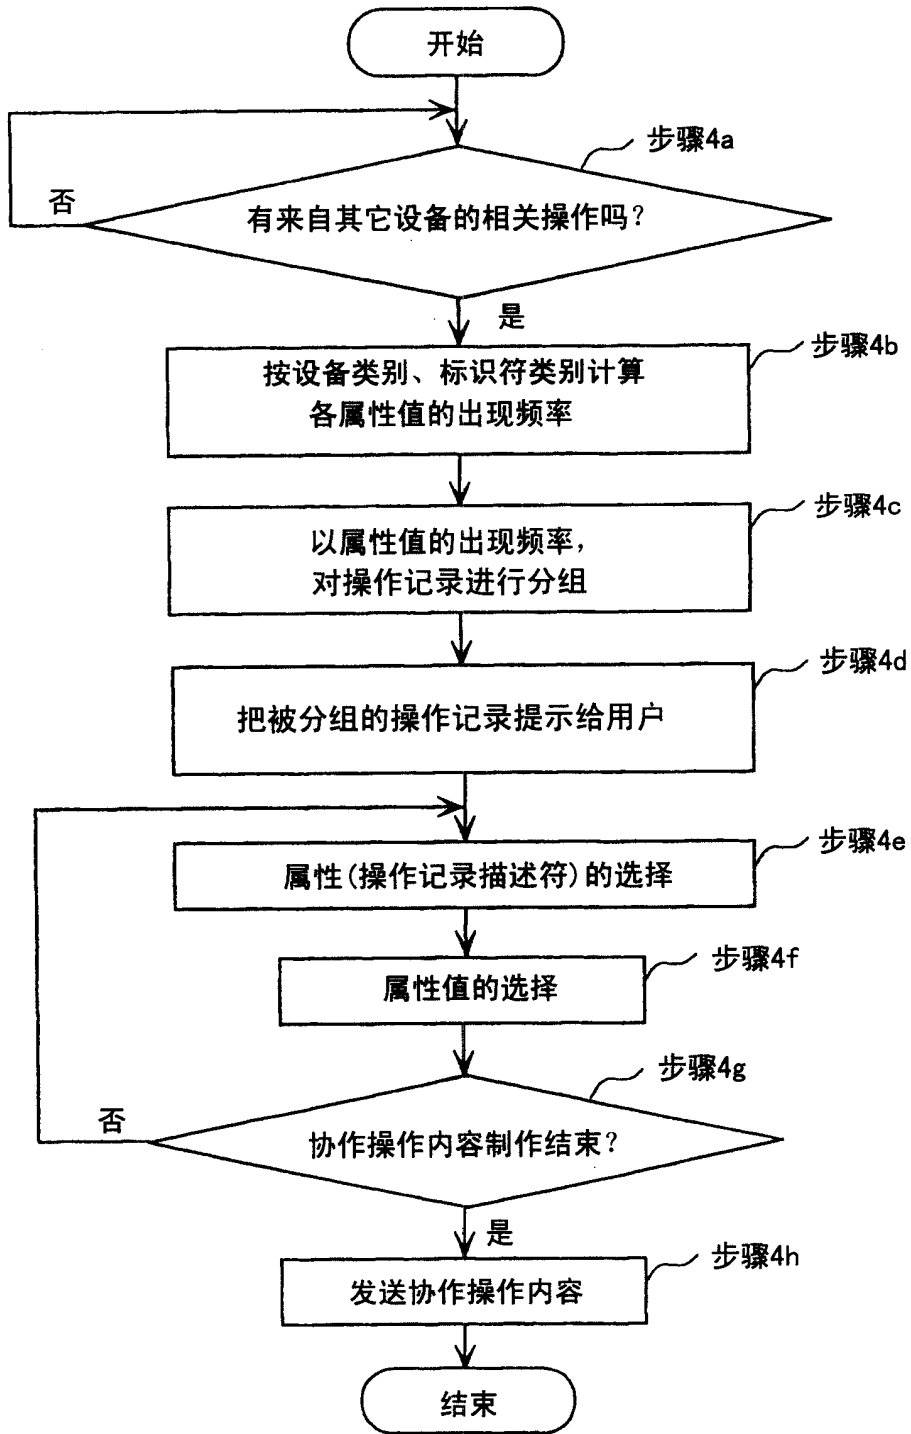 开始
步骤4a
有来自其它设备的相关操作吗?
否
是
步骤4b
按设备类别、标识符类别计算
各属性值的出现频率
步骤4c
以属性值的出现频率,
对操作记录进行分组
步骤4d
把被分组的操作记录提示给用户
步骤4e
属性(操作记录描述符)的选择
步骤4f
属性值的选择
步骤4g
否
协作操作内容制作结束?
是
步骤4h
发送协作操作内容
结束